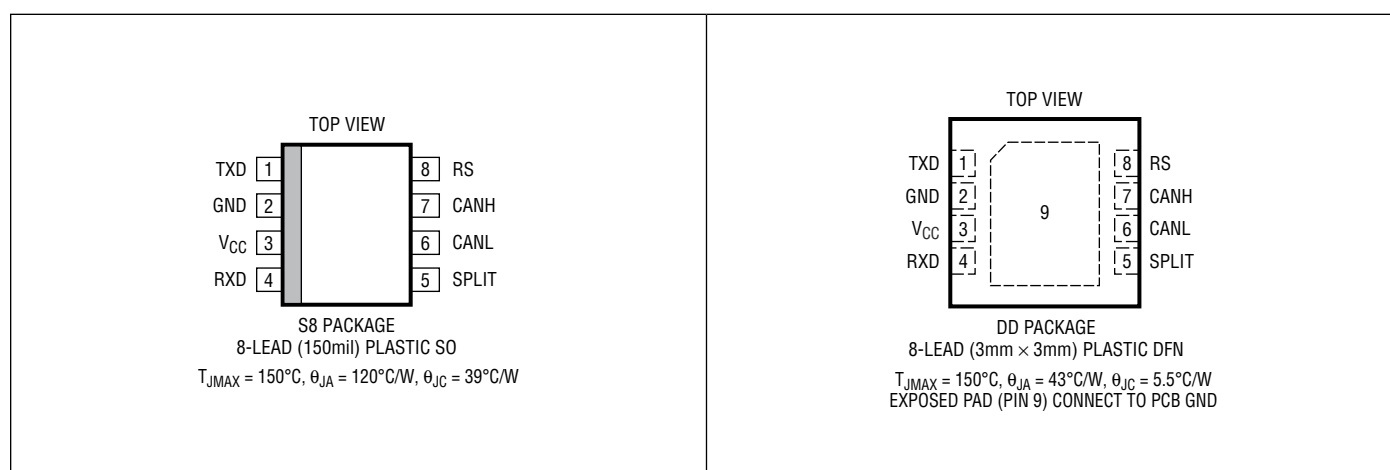 TOP VIEW
TXD 1 8 RS
GND 2 7 CANH
VCC 3 6 CANL
RXD 4 5 SPLIT
S8 PACKAGE
8-LEAD (150mil) PLASTIC SO
TJMAX = 150°C, θJA = 120°C/W, θJC = 39°C/W
TOP VIEW
TXD 1 8 RS
GND 2 7 CANH
9
VCC 3 6 CANL
RXD 4 5 SPLIT
DD PACKAGE
8-LEAD (3mm × 3mm) PLASTIC DFN
TJMAX = 150°C, θJA = 43°C/W, θJC = 5.5°C/W
EXPOSED PAD (PIN 9) CONNECT TO PCB GND